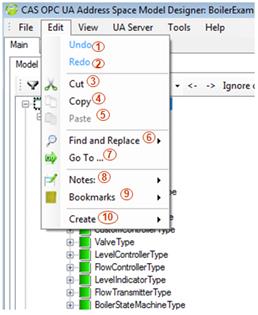 CAS OPC UA Address Space Model Designer: BoilerExam
File Edit View UA Server Tools Help
Main
Model
Undo 1
Redo 2
Cut 3
Copy 4
Paste 5
Find and Replace 6
Go To ... 7
Notes: 8
Bookmarks 9
Create 10
<-> Ignore
CustomControllerType
ValveType
LevelControllerType
FlowControllerType
LevelIndicatorType
FlowTransmitterType
BoilerStateMachineType